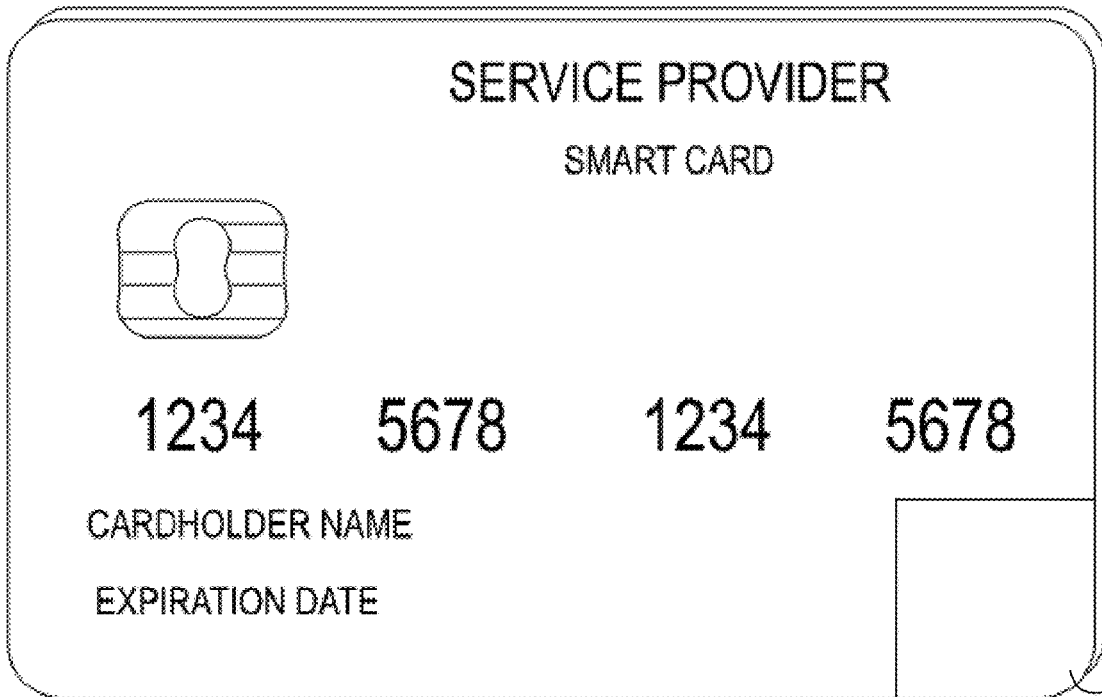 SERVICE PROVIDER
SMART CARD
1234 5678 1234 5678
CARDHOLDER NAME
EXPIRATION DATE